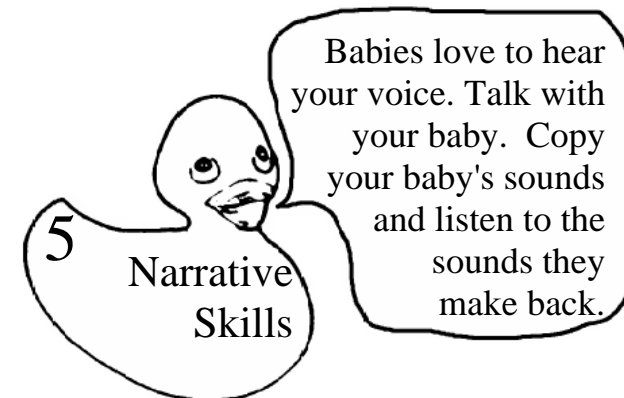 5
Narrative
Skills
Babies love to hear
your voice. Talk with
your baby.  Copy
your baby's sounds
and listen to the
sounds they
make back.